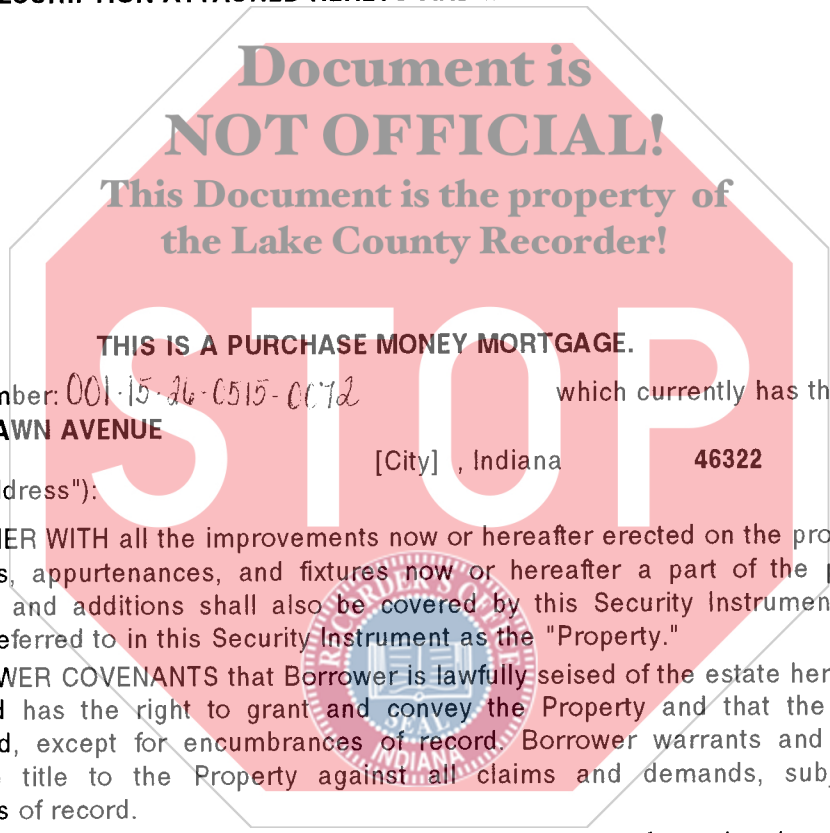 ATTACHED
Document is
NOT OFFICIAL!
This Document is the property of
the Lake County Recorder!
STOP
THIS IS A PURCHASE MONEY MORTGAGE.
mber: 001-15-26-0515-0072 which currently has th
AWN AVENUE
[City] , Indiana 46322
ddress"):
HER WITH all the improvements now or hereafter erected on the pro
s, appurtenances, and fixtures now or hereafter a part of the p
and additions shall also be covered by this Security Instrumen
eferred to in this Security Instrument as the "Property."
WER COVENANTS that Borrower is lawfully seised of the estate her
d has the right to grant and convey the Property and that the
d, except for encumbrances of record. Borrower warrants and
title to the Property against all claims and demands, sub
s of record.
RECORDER'S OFFICE
SEAL
INDIANA